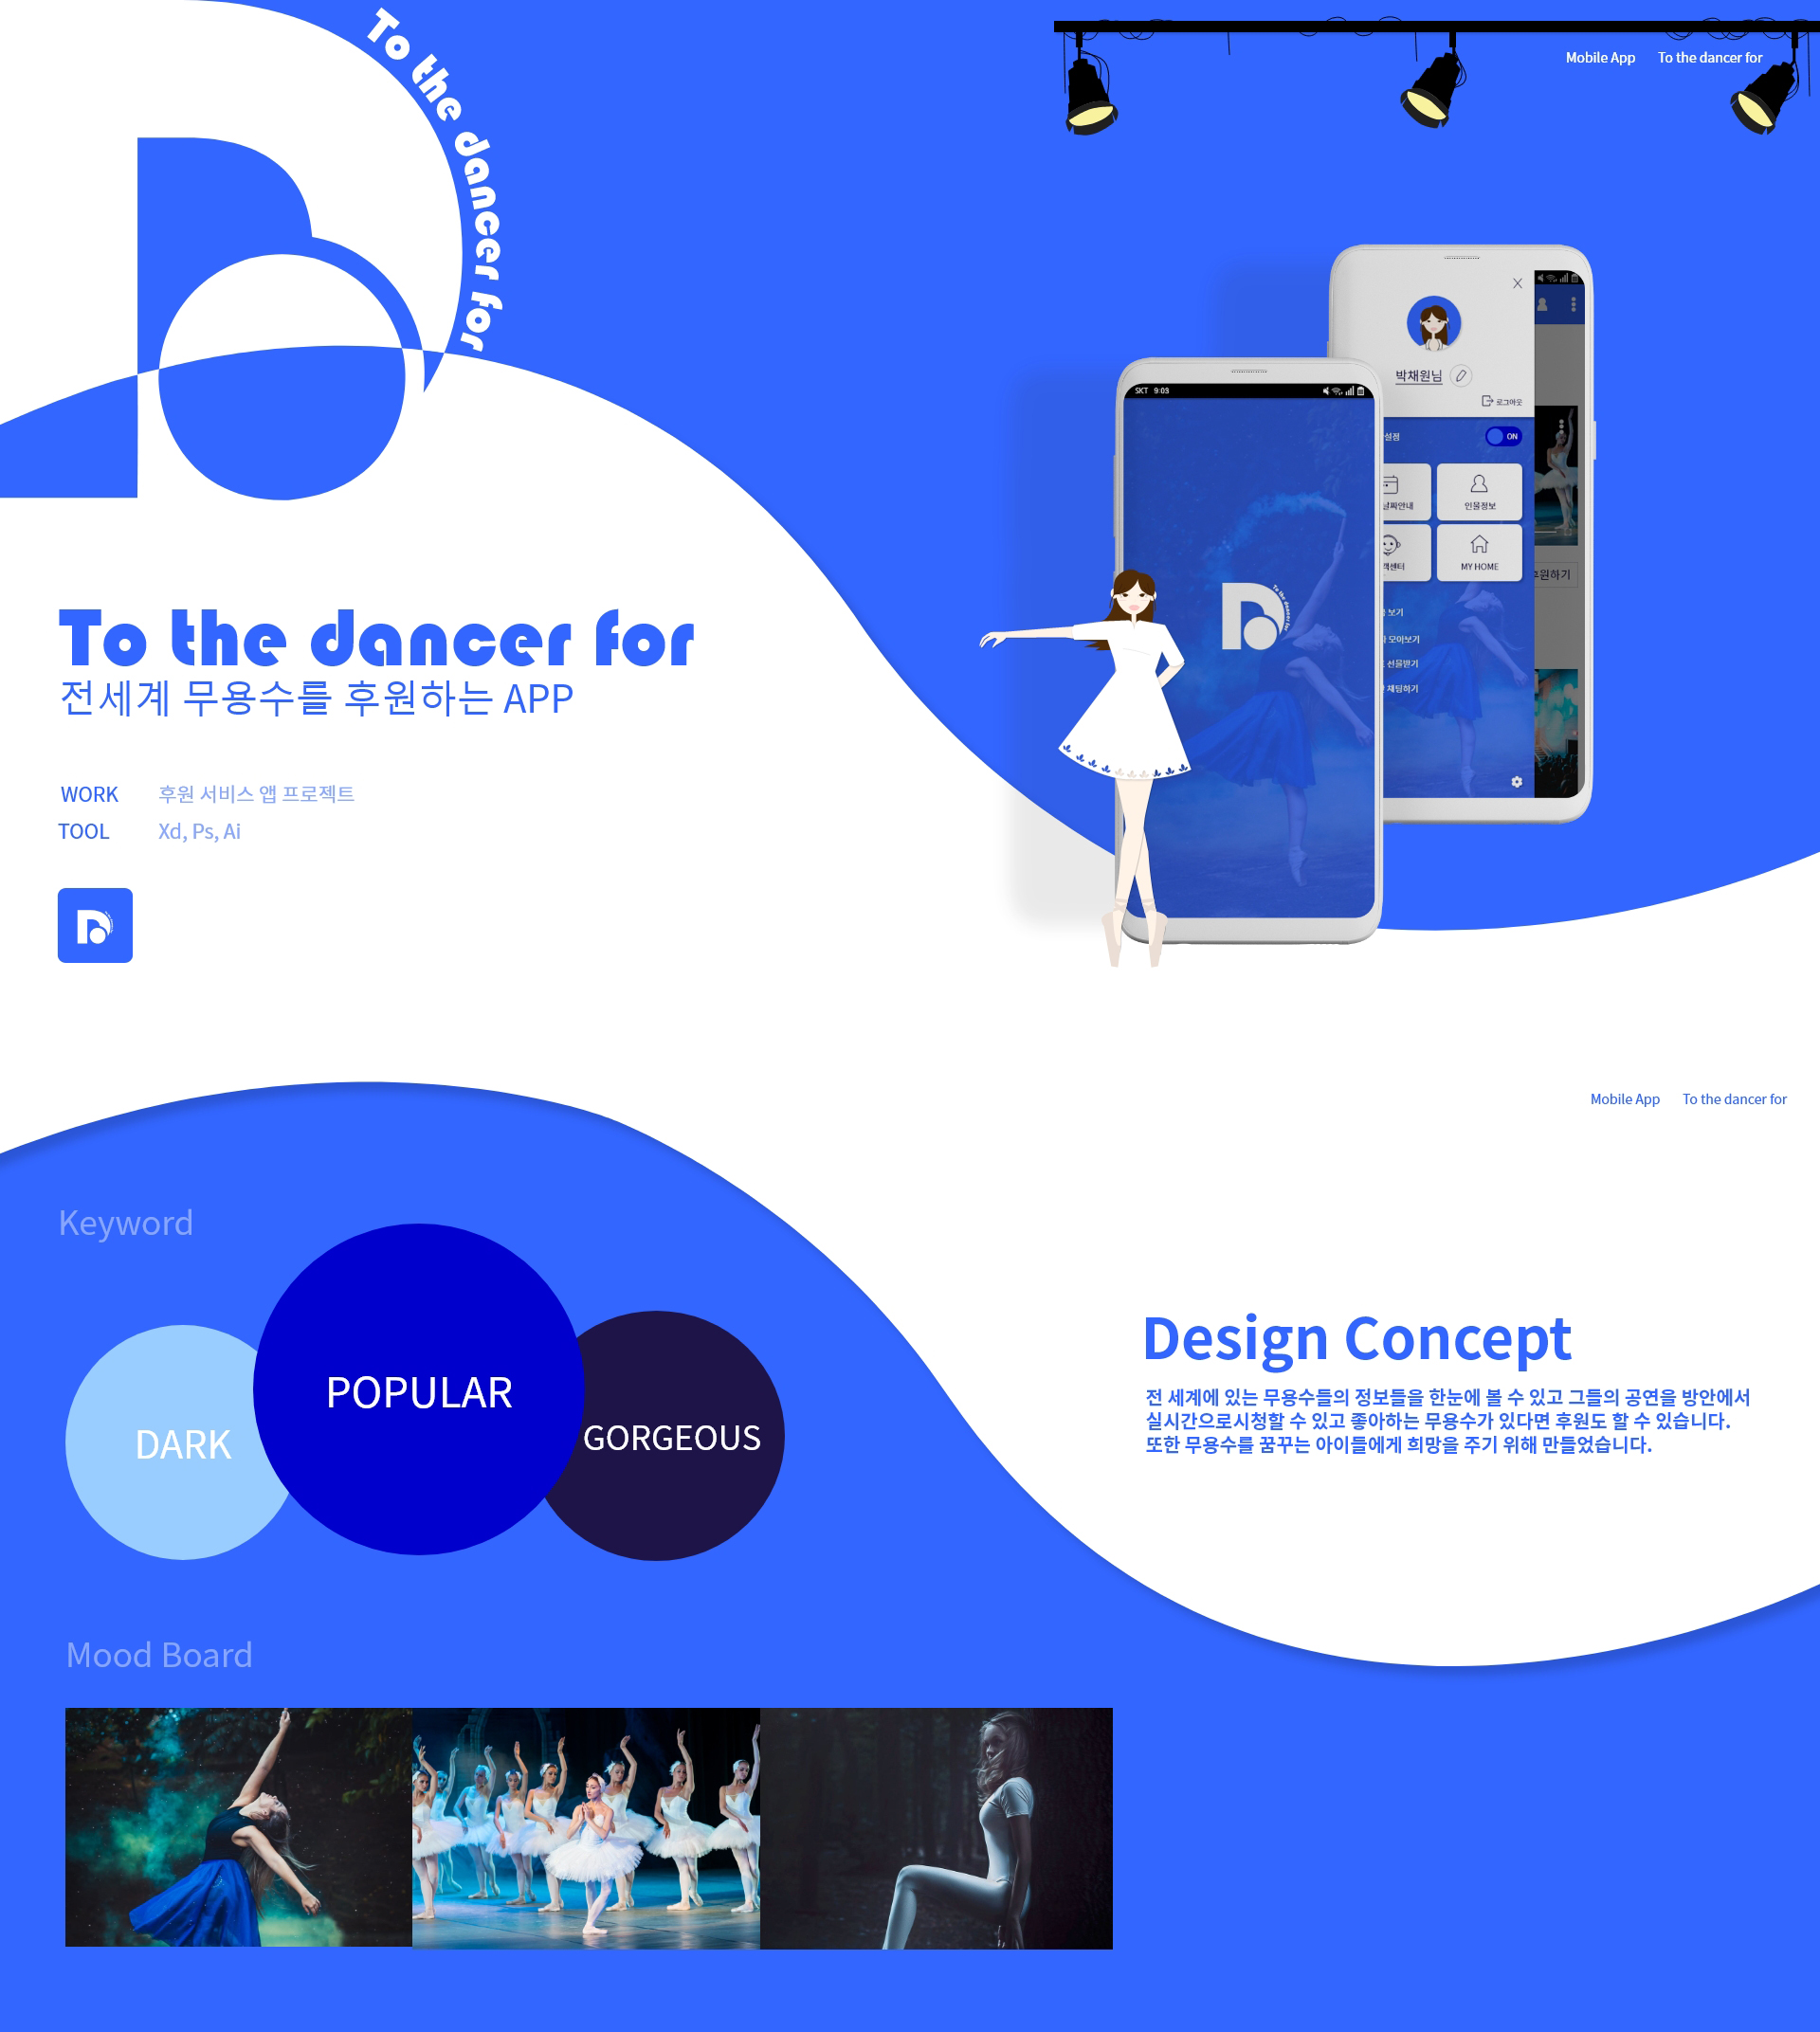 To the dancer for
Mobile App To the dancer for
박채원님
로그아웃
SKT 9:03
설정
ON
날짜안내
인물정보
객센터
MY HOME
보기
모아보기
선물받기
채팅하기
후원하기
To the dancer for
To the dancer for
전세계 무용수를 후원하는 APP
WORK 후원 서비스 앱 프로젝트
TOOL Xd, Ps, Ai
Mobile App To the dancer for
Keyword
DARK
POPULAR
GORGEOUS
Design Concept
전 세계에 있는 무용수들의 정보들을 한눈에 볼 수 있고 그들의 공연을 방안에서
실시간으로시청할 수 있고 좋아하는 무용수가 있다면 후원도 할 수 있습니다.
또한 무용수를 꿈꾸는 아이들에게 희망을 주기 위해 만들었습니다.
Mood Board